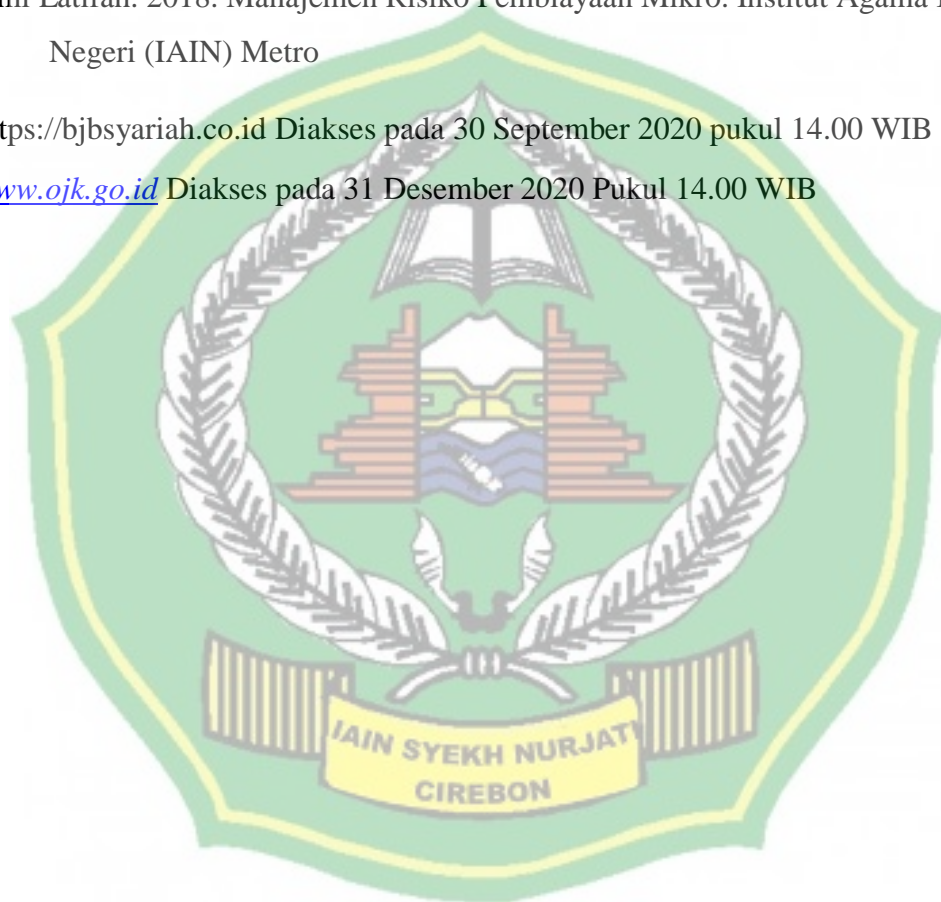 Latifah. 2018. Manajemen Risiko Pembiayaan Mikro. Institut Agama
Negeri (IAIN) Metro
tps://bjbsyariah.co.id Diakses pada 30 September 2020 pukul 14.00 WIB
ww.ojk.go.id Diakses pada 31 Desember 2020 Pukul 14.00 WIB
IAIN SYEKH NURJATI
CIREBON